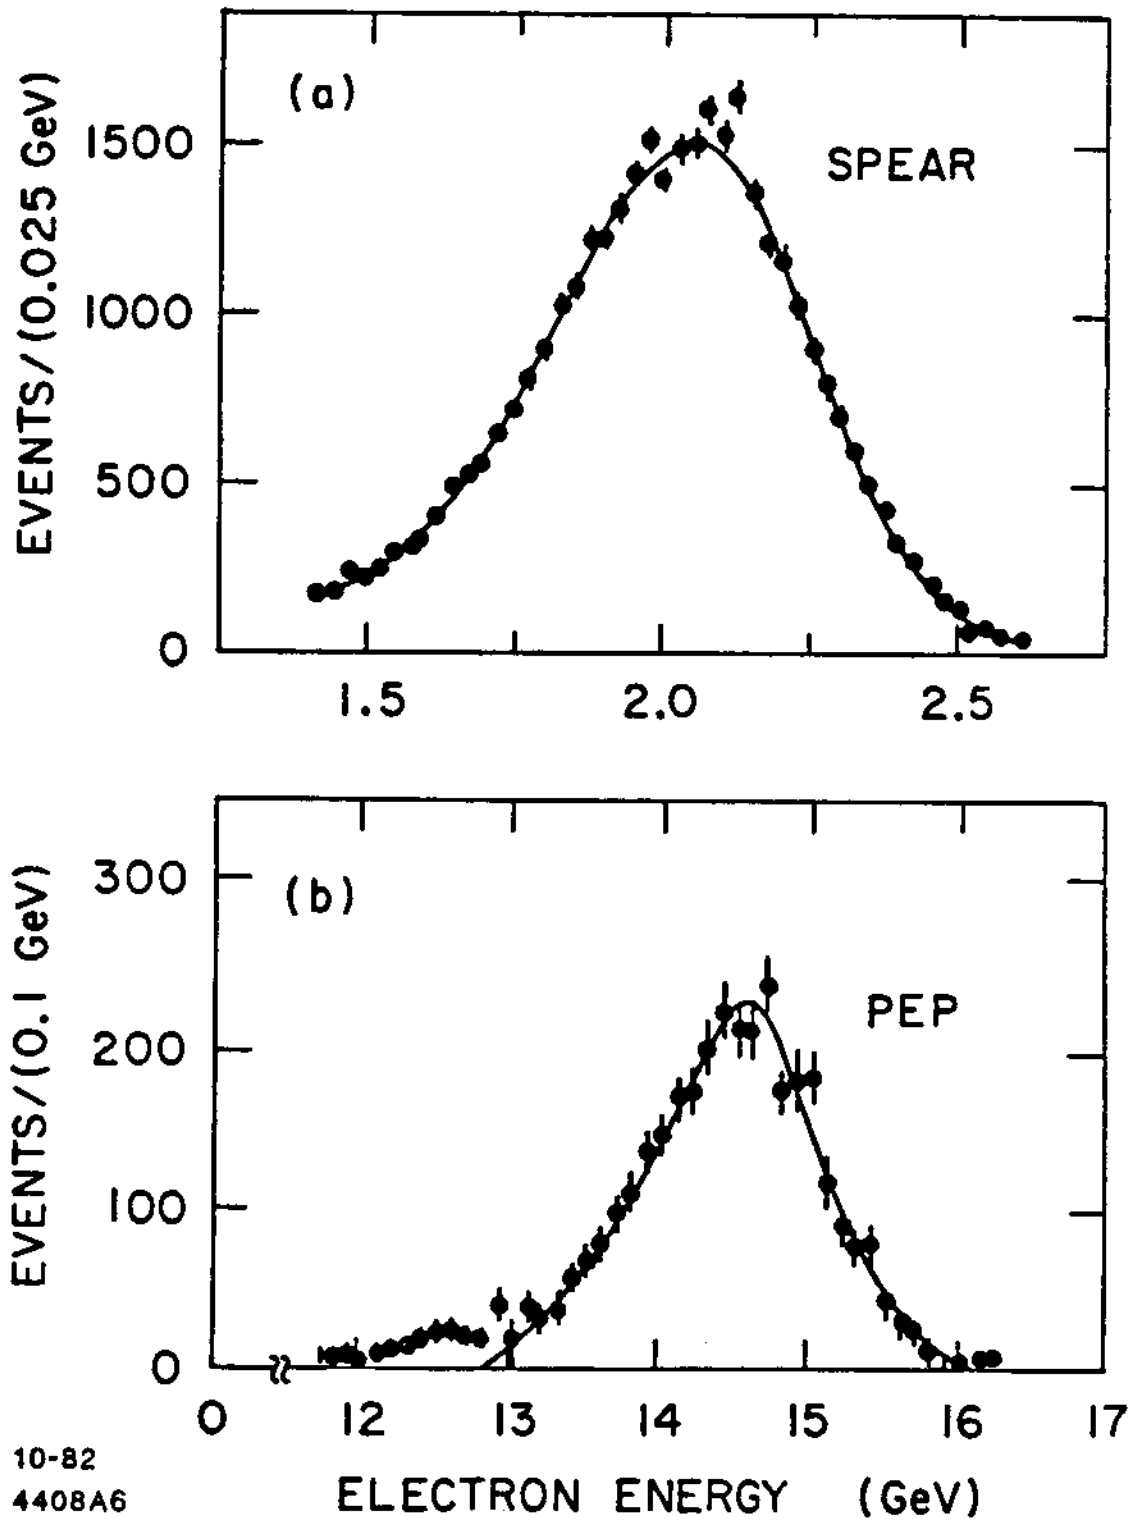 (a)
SPEAR
EVENTS/(0.025 GeV)
1500
1000
500
0
1.5 2.0 2.5
(b)
PEP
EVENTS/(0.1 GeV)
300
200
100
0
0 12 13 14 15 16 17
ELECTRON ENERGY (GeV)
10-82
4408A6